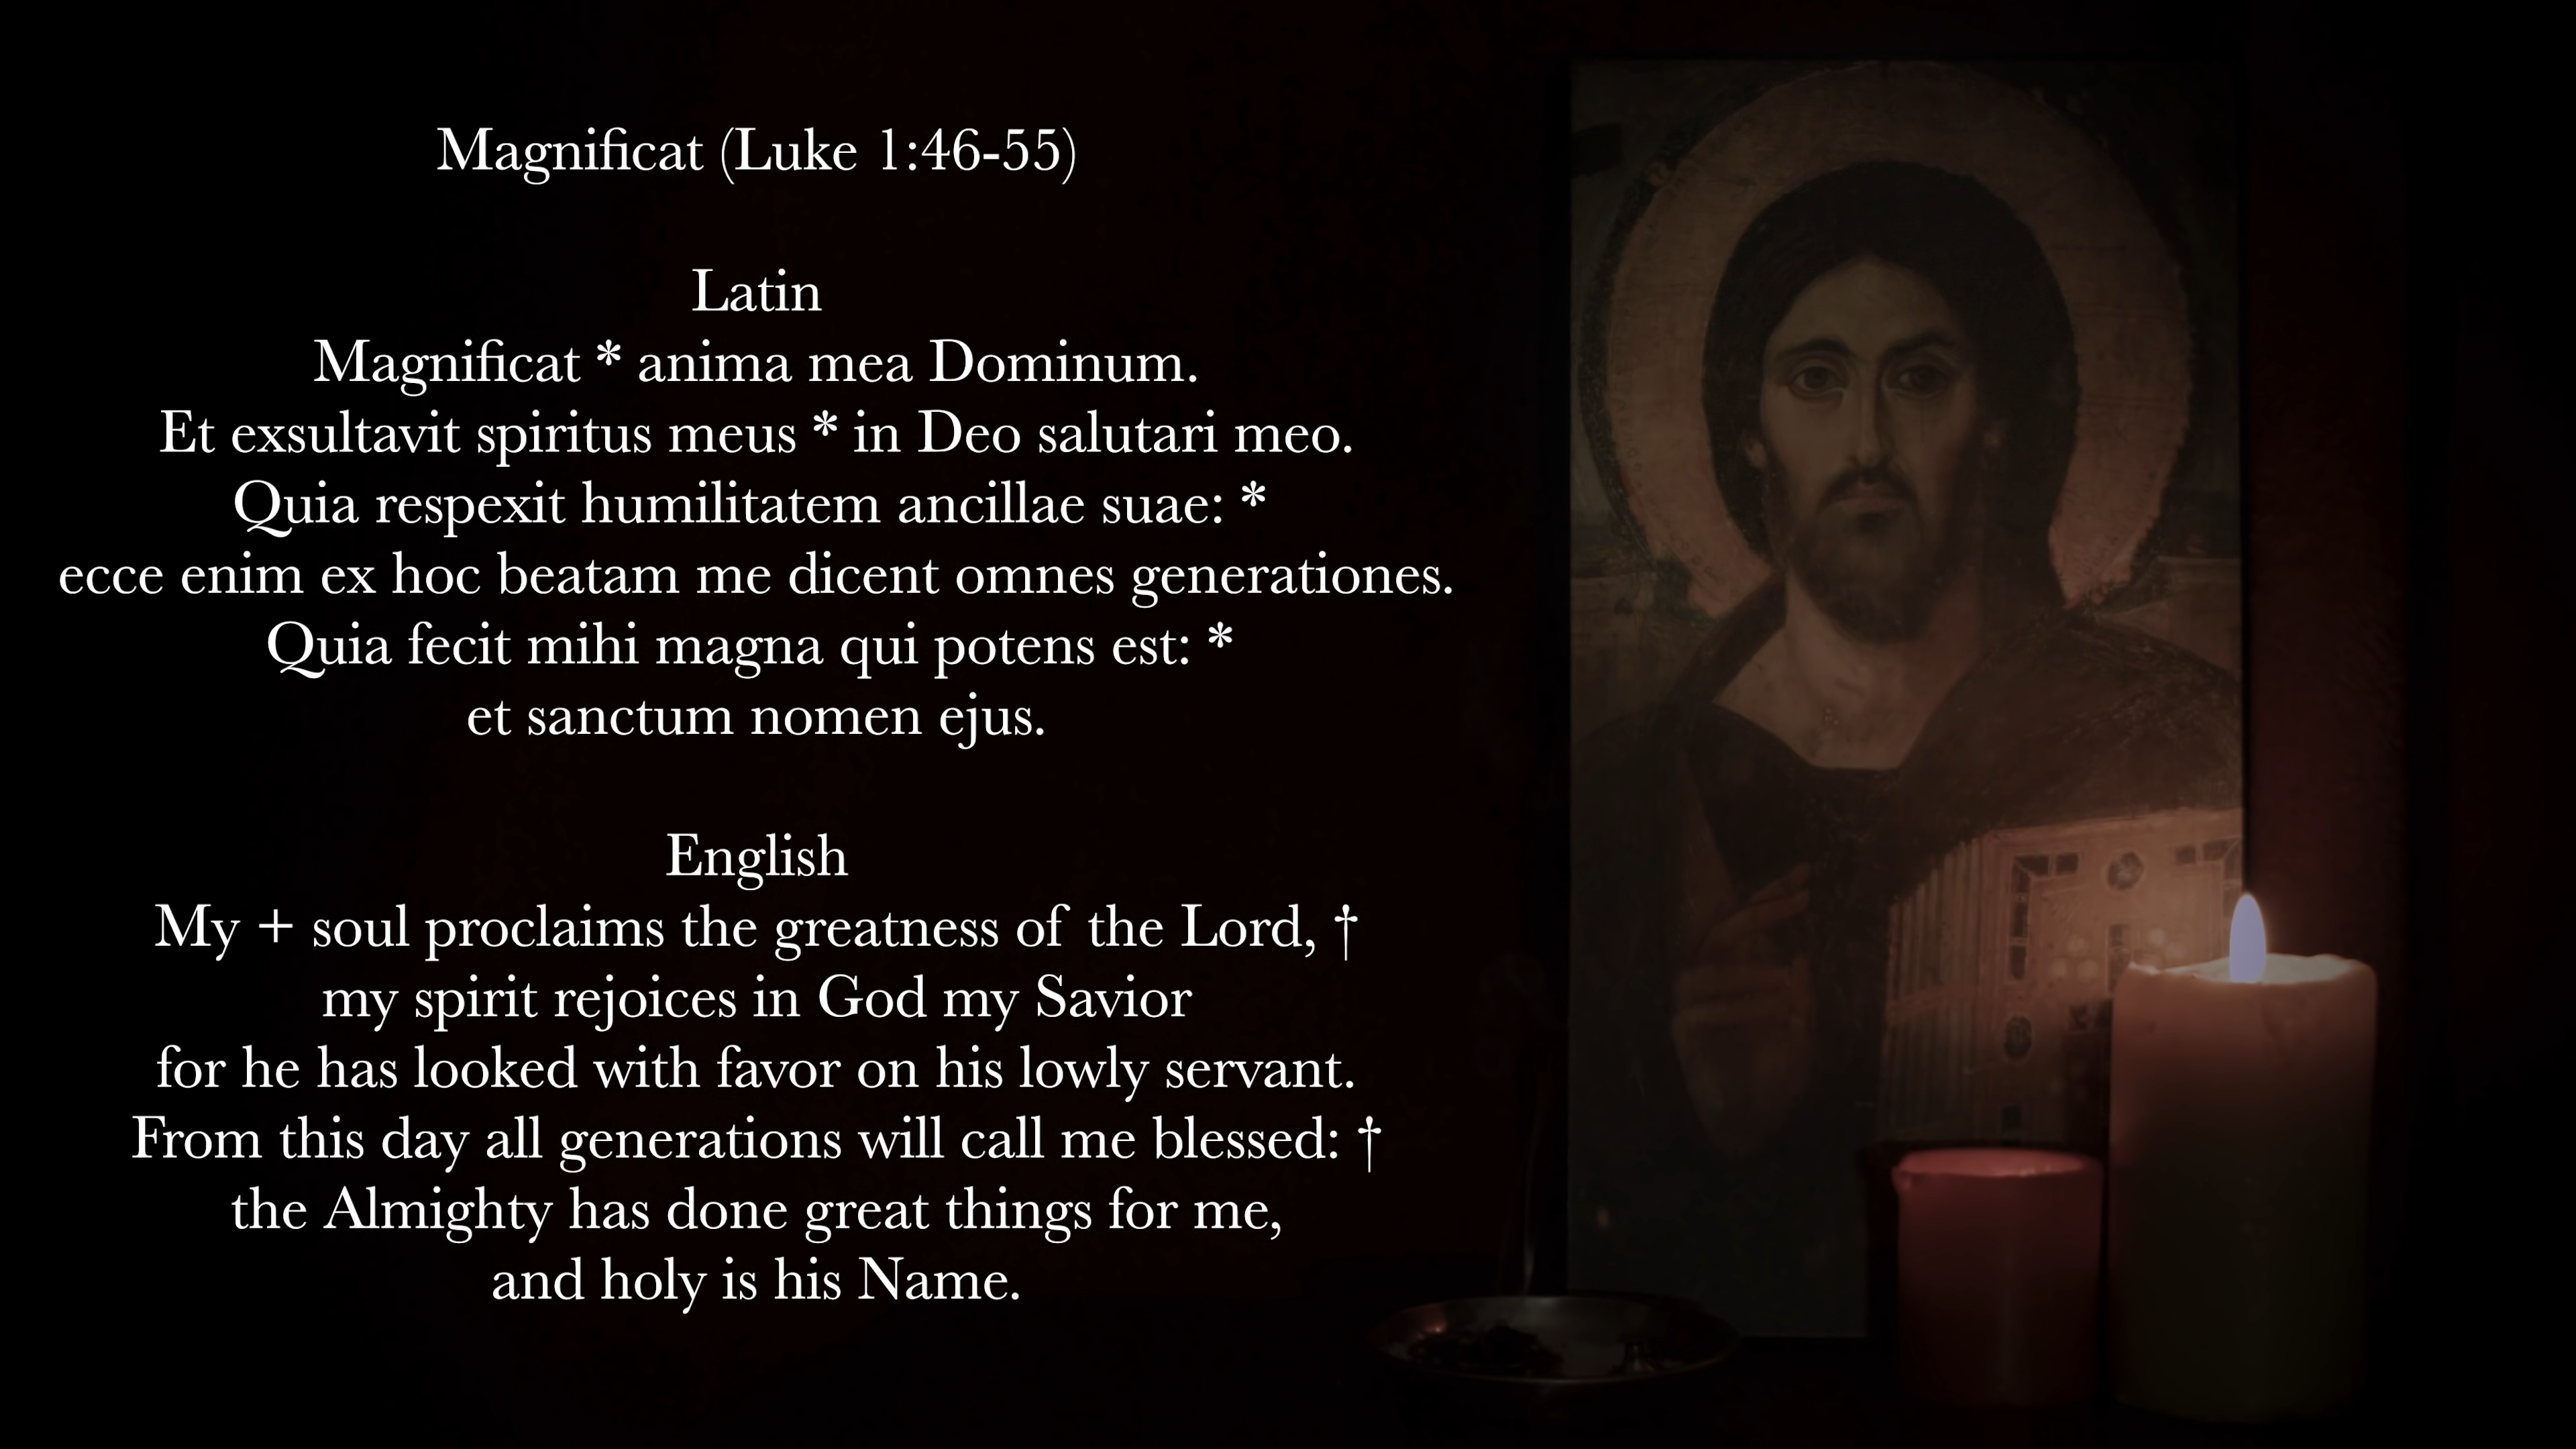 Magnificat (Luke 1:46-55)
Latin
Magnificat * anima mea Dominum.
Et exsultavit spiritus meus * in Deo salutari meo.
Quia respexit humilitatem ancillae suae: *
ecce enim ex hoc beatam me dicent omnes generationes.
Quia fecit mihi magna qui potens est: *
et sanctum nomen ejus.
English
My + soul proclaims the greatness of the Lord, †
my spirit rejoices in God my Savior
for he has looked with favor on his lowly servant.
From this day all generations will call me blessed: †
the Almighty has done great things for me,
and holy is his Name.